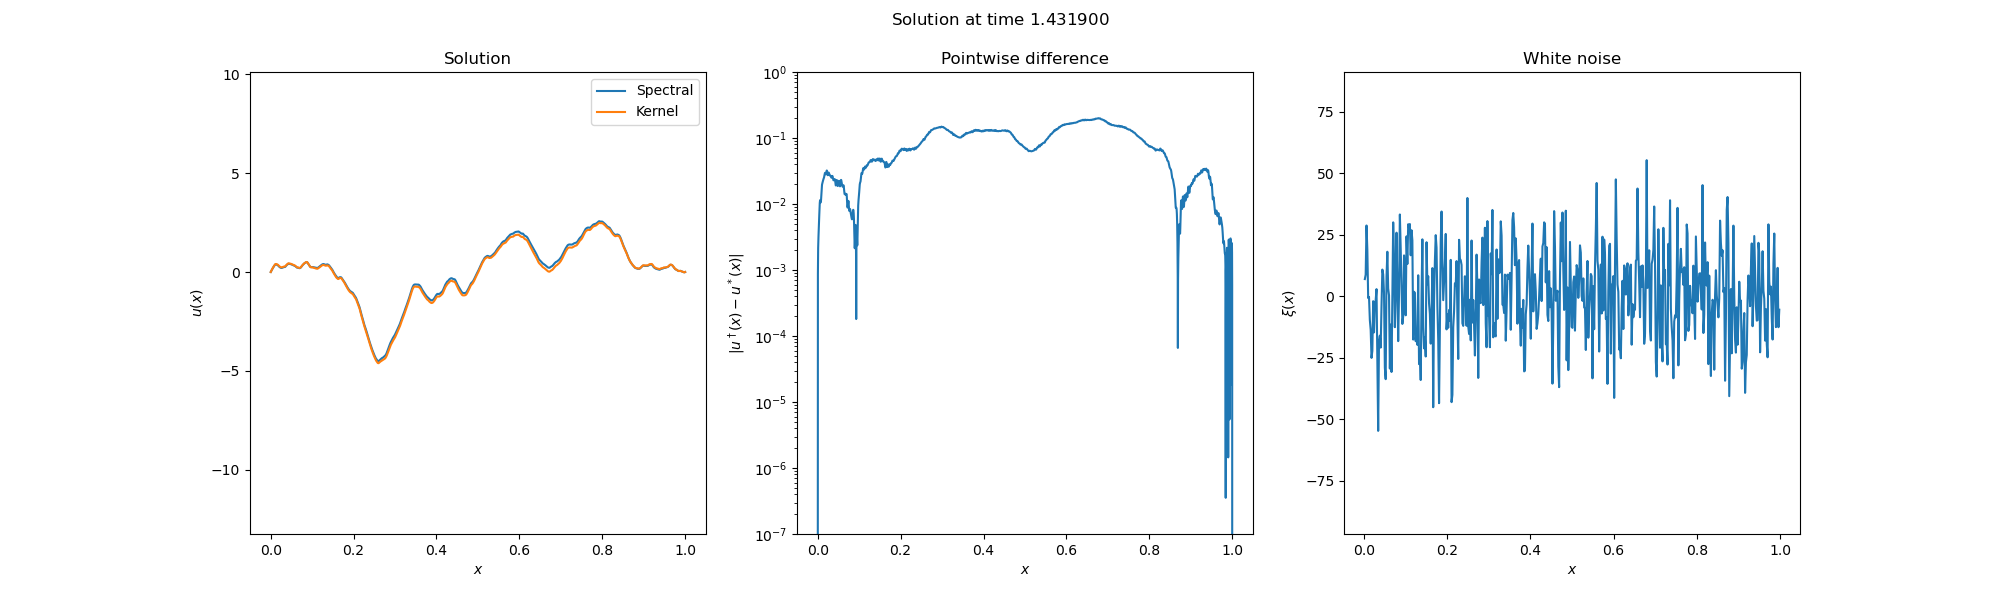 Solution at time 1.431900
Solution
10
5
0
−5
−10
u(x)
0.0 0.2 0.4 0.6 0.8 1.0
x
Spectral
Kernel
Pointwise difference
10⁰
10⁻¹
10⁻²
10⁻³
10⁻⁴
10⁻⁵
10⁻⁶
10⁻⁷
|u†(x) − u*(x)|
0.0 0.2 0.4 0.6 0.8 1.0
x
White noise
75
50
25
0
−25
−50
−75
ξ(x)
0.0 0.2 0.4 0.6 0.8 1.0
x